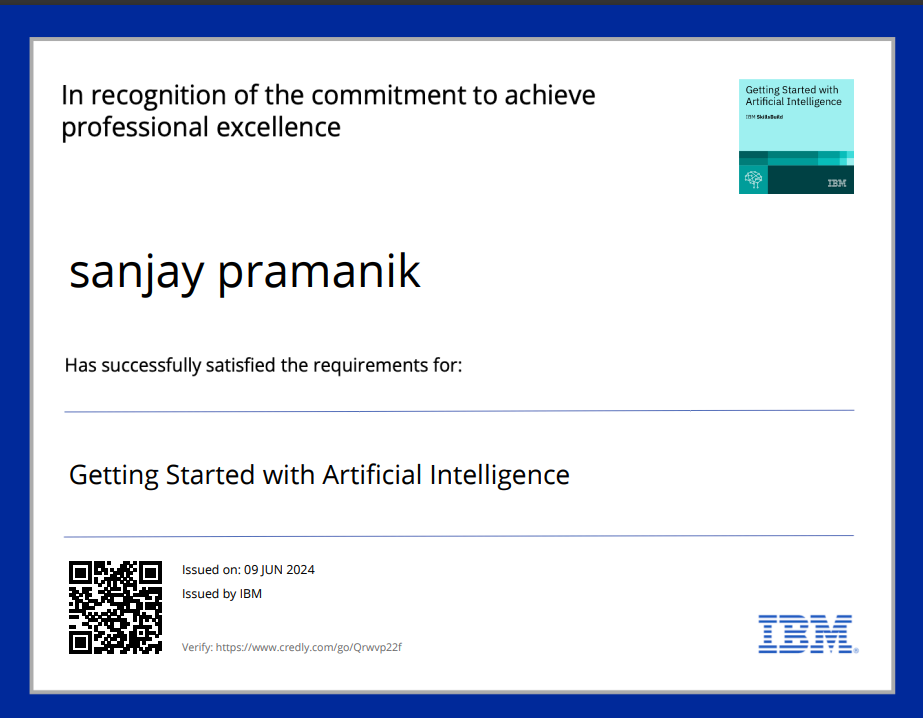 In recognition of the commitment to achieve
professional excellence
Getting Started with
Artificial Intelligence
IBM SkillsBuild
IBM
sanjay pramanik
Has successfully satisfied the requirements for:
Getting Started with Artificial Intelligence
Issued on: 09 JUN 2024
Issued by IBM
Verify: https://www.credly.com/go/Qrwvp22f
IBM®